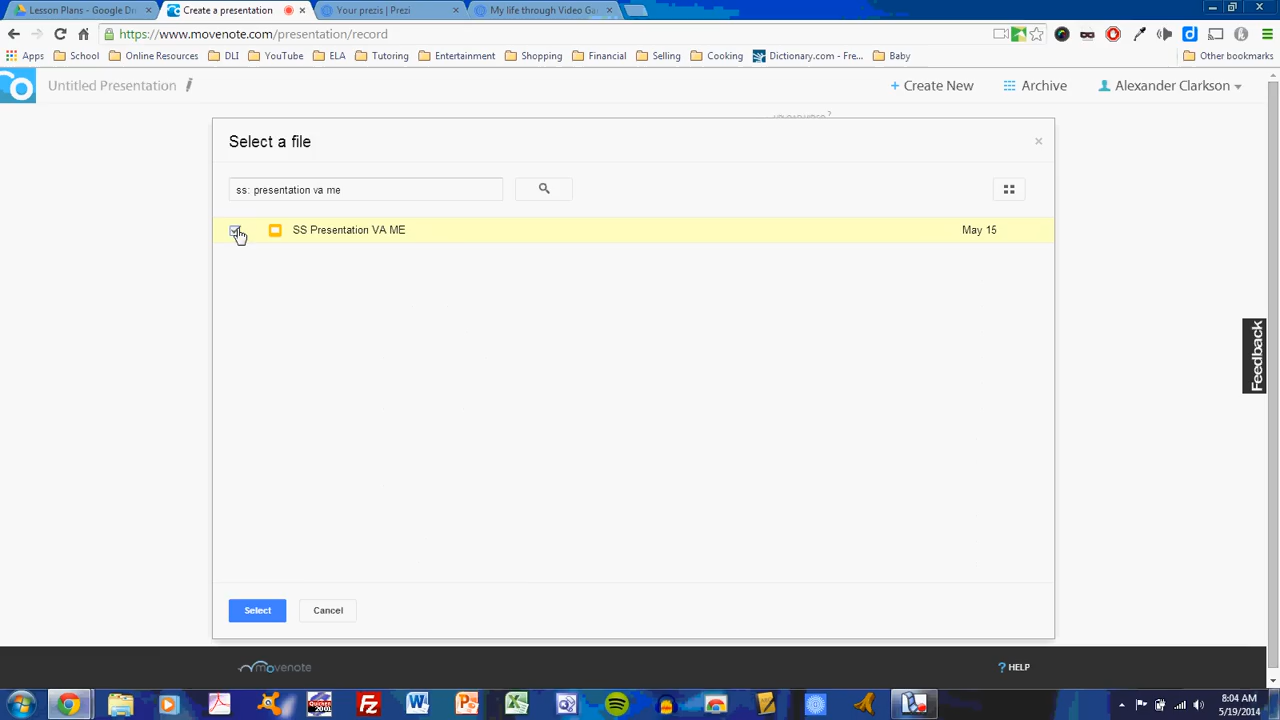 Lesson Plans - Google Dr
Create a presentation
Your prezis | Prezi
My life through Video Ga
https://www.movenote.com/presentation/record
Apps School Online Resources DLI YouTube ELA Tutoring Entertainment Shopping Financial Selling Cooking Dictionary.com - Fre... Baby Other bookmarks
Untitled Presentation + Create New Archive Alexander Clarkson
Select a file
ss: presentation va me
SS Presentation VA ME May 15
Feedback
Select Cancel
movenote ? HELP
8:04 AM
5/19/2014